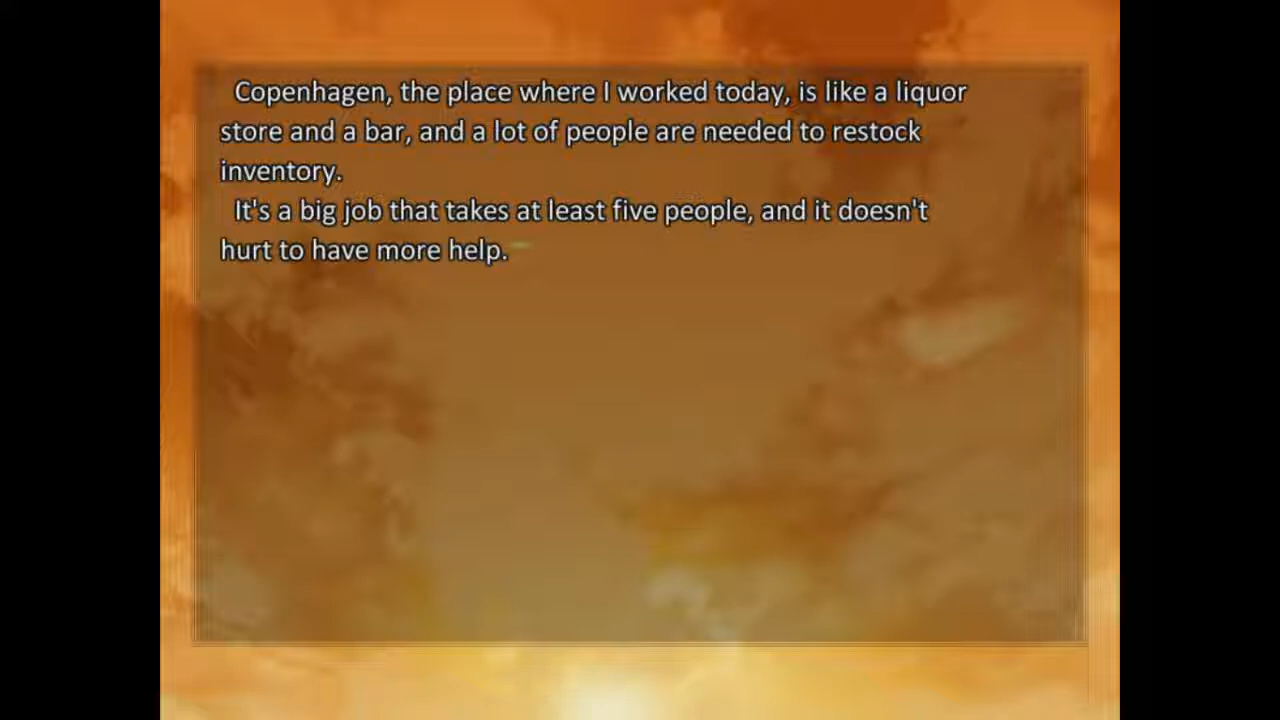 Copenhagen, the place where I worked today, is like a liquor
store and a bar, and a lot of people are needed to restock
inventory.
It's a big job that takes at least five people, and it doesn't
hurt to have more help.